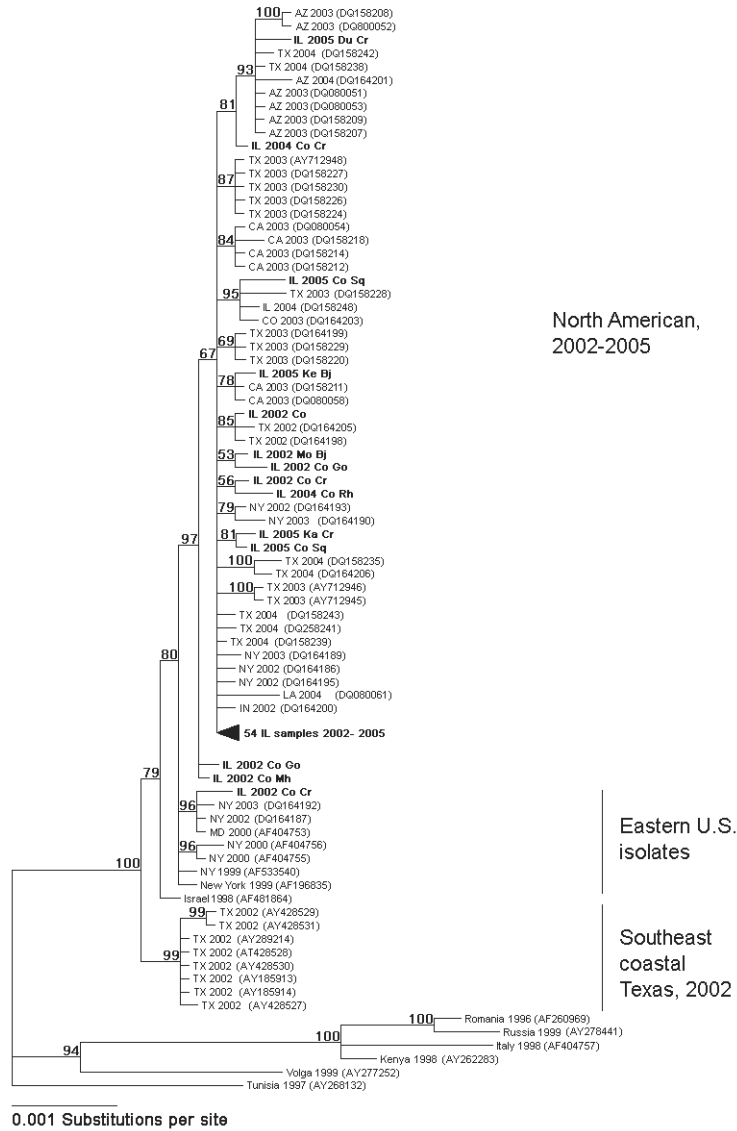 100
AZ 2003 (DQ158208)
AZ 2003 (DQ800052)
IL 2005 Du Cr
TX 2004 (DQ158242)
93
TX 2004 (DQ158238)
AZ 2004 (DQ164201)
AZ 2003 (DQ080051)
81
AZ 2003 (DQ080053)
AZ 2003 (DQ158209)
AZ 2003 (DQ158207)
IL 2004 Co Cr
TX 2003 (AY712948)
TX 2003 (DQ158227)
87
TX 2003 (DQ158230)
TX 2003 (DQ158226)
TX 2003 (DQ158224)
CA 2003 (DQ080054)
84
CA 2003 (DQ158218)
CA 2003 (DQ158214)
CA 2003 (DQ158212)
IL 2005 Co Sq
95
TX 2003 (DQ158228)
IL 2004 (DQ158248)
CO 2003 (DQ164203)
North American,
2002-2005
TX 2003 (DQ164199)
69
TX 2003 (DQ158229)
67
TX 2003 (DQ158220)
IL 2005 Ke Bj
78
CA 2003 (DQ158211)
CA 2003 (DQ080058)
IL 2002 Co
85
TX 2002 (DQ164205)
TX 2002 (DQ164198)
53
IL 2002 Mo Bj
IL 2002 Co Go
56
IL 2002 Co Cr
IL 2004 Co Rh
79
NY 2002 (DQ164193)
NY 2003 (DQ164190)
81
IL 2005 Ka Cr
97
IL 2005 Co Sq
100
TX 2004 (DQ158235)
TX 2004 (DQ164206)
100
TX 2003 (AY712946)
TX 2003 (AY712945)
TX 2004 (DQ158243)
TX 2004 (DQ258241)
TX 2004 (DQ158239)
80
NY 2003 (DQ164189)
NY 2002 (DQ164186)
NY 2002 (DQ164195)
LA 2004 (DQ080061)
IN 2002 (DQ164200)
54 IL samples 2002- 2005
IL 2002 Co Go
79
IL 2002 Co Mh
IL 2002 Co Cr
96
NY 2003 (DQ164192)
NY 2002 (DQ164187)
MD 2000 (AF404753)
Eastern U.S.
isolates
96
NY 2000 (AF404756)
NY 2000 (AF404755)
100
NY 1999 (AF533540)
New York 1999 (AF196835)
Israel 1998 (AF481864)
99
TX 2002 (AY428529)
TX 2002 (AY428531)
TX 2002 (AY289214)
99
TX 2002 (AT428528)
TX 2002 (AY428530)
TX 2002 (AY185913)
TX 2002 (AY185914)
TX 2002 (AY428527)
Southeast
coastal
Texas, 2002
100
Romania 1996 (AF260969)
Russia 1999 (AY278441)
100
Italy 1998 (AF404757)
94
Kenya 1998 (AY262283)
Volga 1999 (AY277252)
Tunisia 1997 (AY268132)
0.001 Substitutions per site